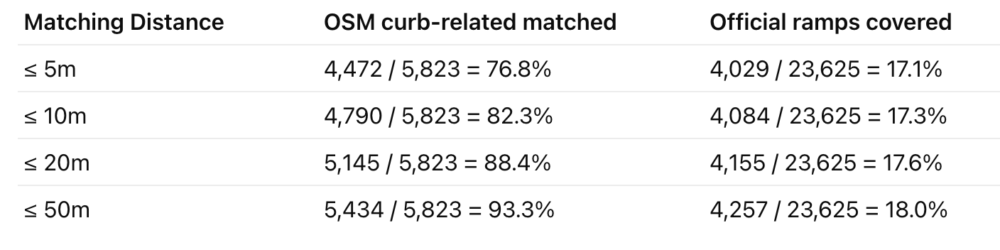 Matching Distance OSM curb-related matched Official ramps covered
≤ 5m 4,472 / 5,823 = 76.8% 4,029 / 23,625 = 17.1%
≤ 10m 4,790 / 5,823 = 82.3% 4,084 / 23,625 = 17.3%
≤ 20m 5,145 / 5,823 = 88.4% 4,155 / 23,625 = 17.6%
≤ 50m 5,434 / 5,823 = 93.3% 4,257 / 23,625 = 18.0%